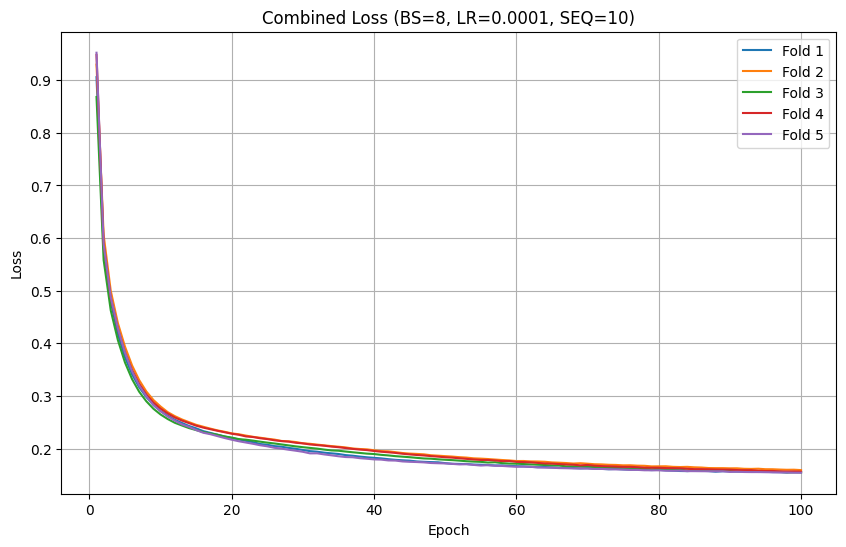 Combined Loss (BS=8, LR=0.0001, SEQ=10)
Fold 1
Fold 2
Fold 3
Fold 4
Fold 5
Loss
0.9
0.8
0.7
0.6
0.5
0.4
0.3
0.2
0 20 40 60 80 100
Epoch